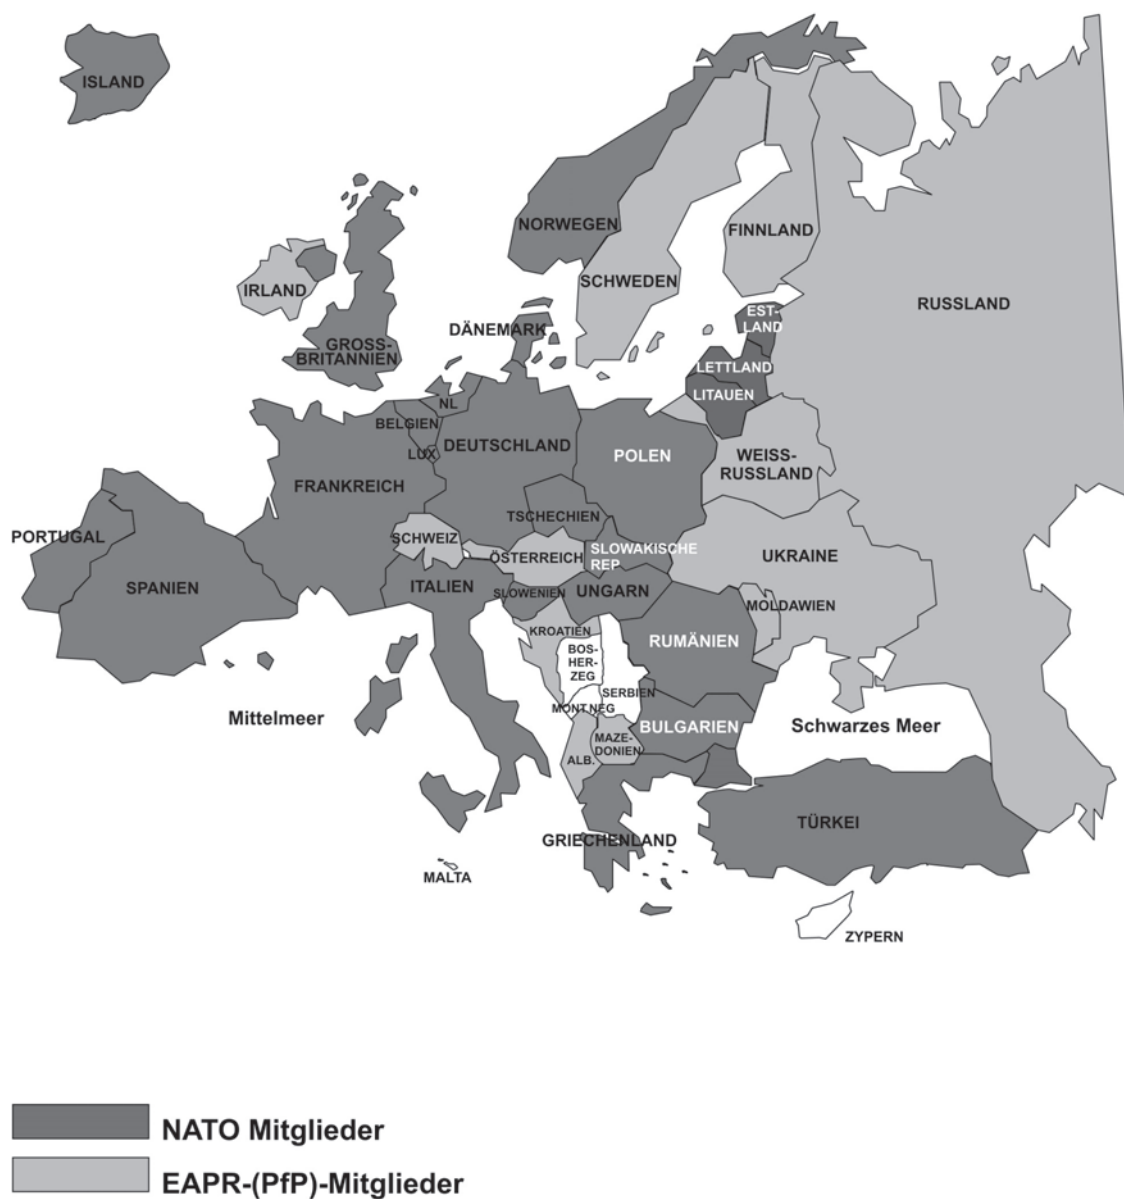 ISLAND
NORWEGEN
FINNLAND
SCHWEDEN
IRLAND
RUSSLAND
EST-
LAND
DÄNEMARK
GROSS-
BRITANNIEN
LETTLAND
LITAUEN
NL
BELGIEN
DEUTSCHLAND
LUX
POLEN
WEISS-
RUSSLAND
FRANKREICH
TSCHECHIEN
PORTUGAL
SCHWEIZ
ÖSTERREICH
SLOWAKISCHE
REP
UKRAINE
SPANIEN
ITALIEN
SLOWENIEN
UNGARN
MOLDAWIEN
KROATIEN
RUMÄNIEN
BOS-
HER-
ZEG
SERBIEN
MONT NEG
Mittelmeer
BULGARIEN
Schwarzes Meer
MAZE-
DONIEN
ALB.
TÜRKEI
GRIECHENLAND
MALTA
ZYPERN
NATO Mitglieder
EAPR-(PfP)-Mitglieder